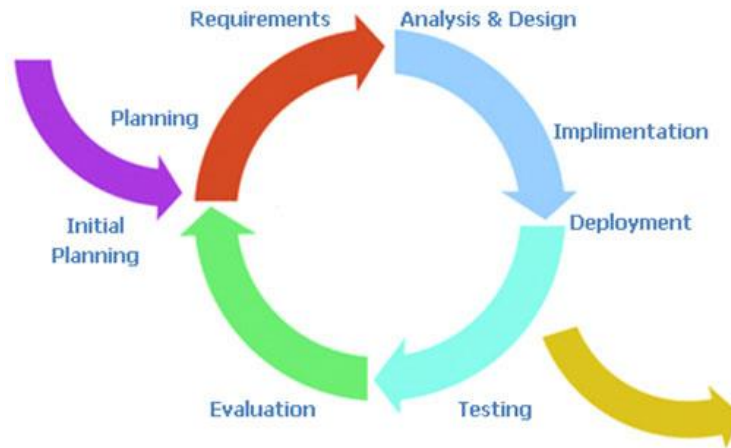 Requirements
Analysis & Design
Planning
Implimentation
Initial
Planning
Deployment
Evaluation
Testing